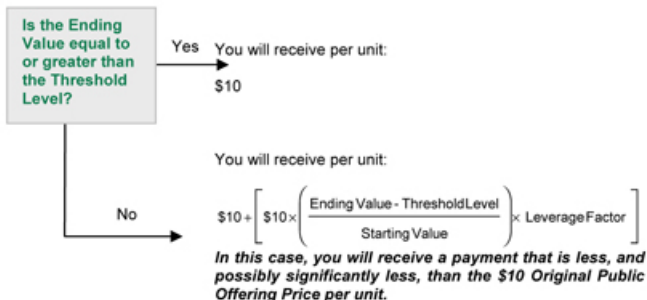 Is the Ending
Value equal to
or greater than
the Threshold
Level?
Yes
You will receive per unit:
$10
You will receive per unit:
No
$10+[$10×(Ending Value - Threshold Level
Starting Value)× Leverage Factor]
In this case, you will receive a payment that is less, and
possibly significantly less, than the $10 Original Public
Offering Price per unit.